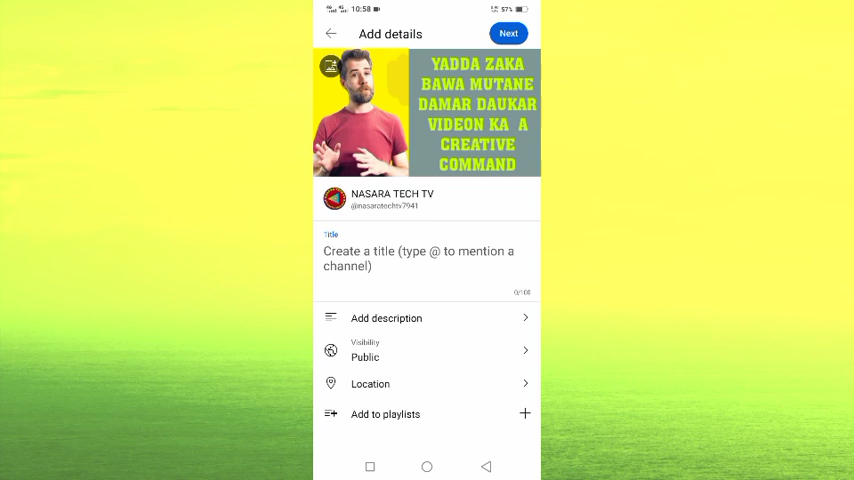 10:58
57%
Add details
Next
YADDA ZAKA
BAWA MUTANE
DAMAR DAUKAR
VIDEON KA A
CREATIVE
COMMAND
NASARA TECH TV
@nasaratechtv7941
Title
Create a title (type @ to mention a
channel)
0/100
Add description
Visibility
Public
Location
Add to playlists